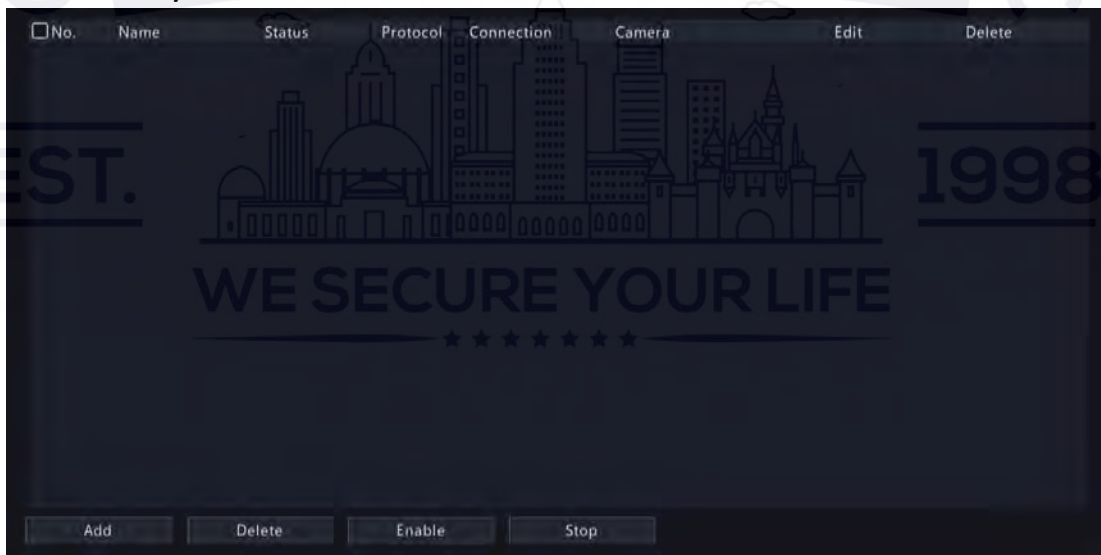 No. Name Status Protocol Connection Camera Edit Delete
EST. 1998
WE SECURE YOUR LIFE
Add Delete Enable Stop